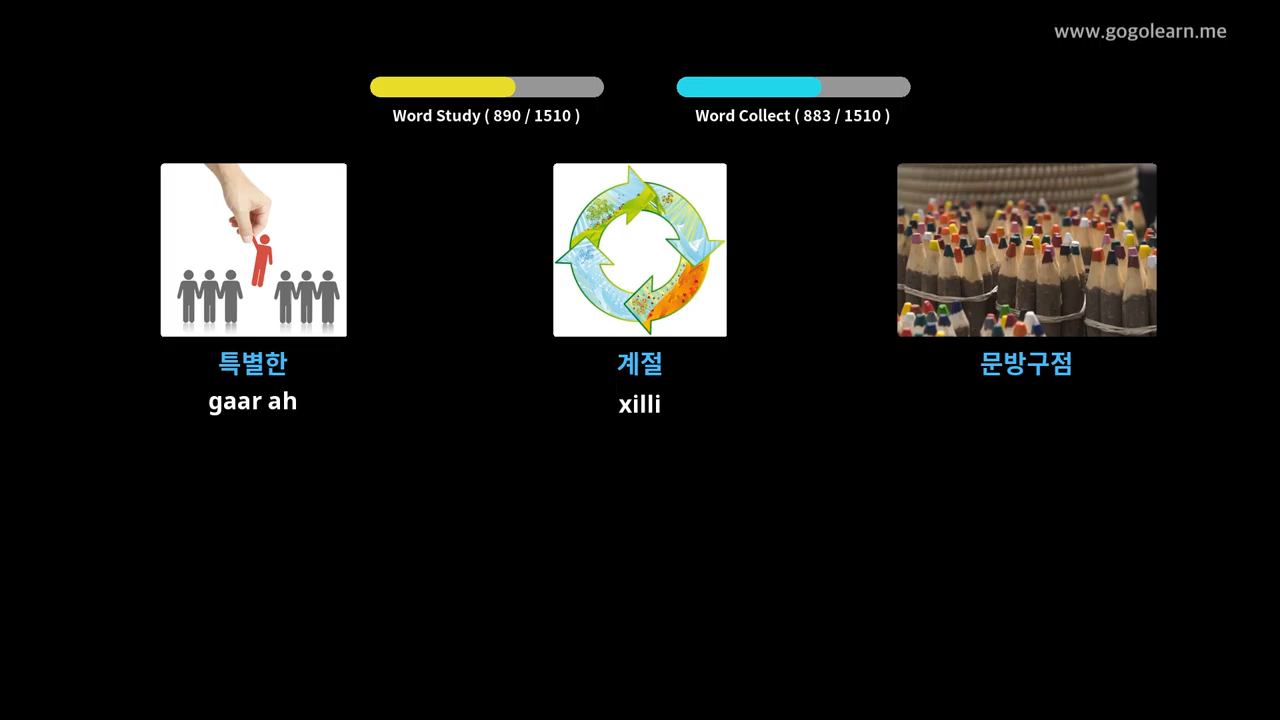 www.gogolearn.me
Word Study ( 890 / 1510 )
Word Collect ( 883 / 1510 )
특별한
계절
문방구점
gaar ah
xilli